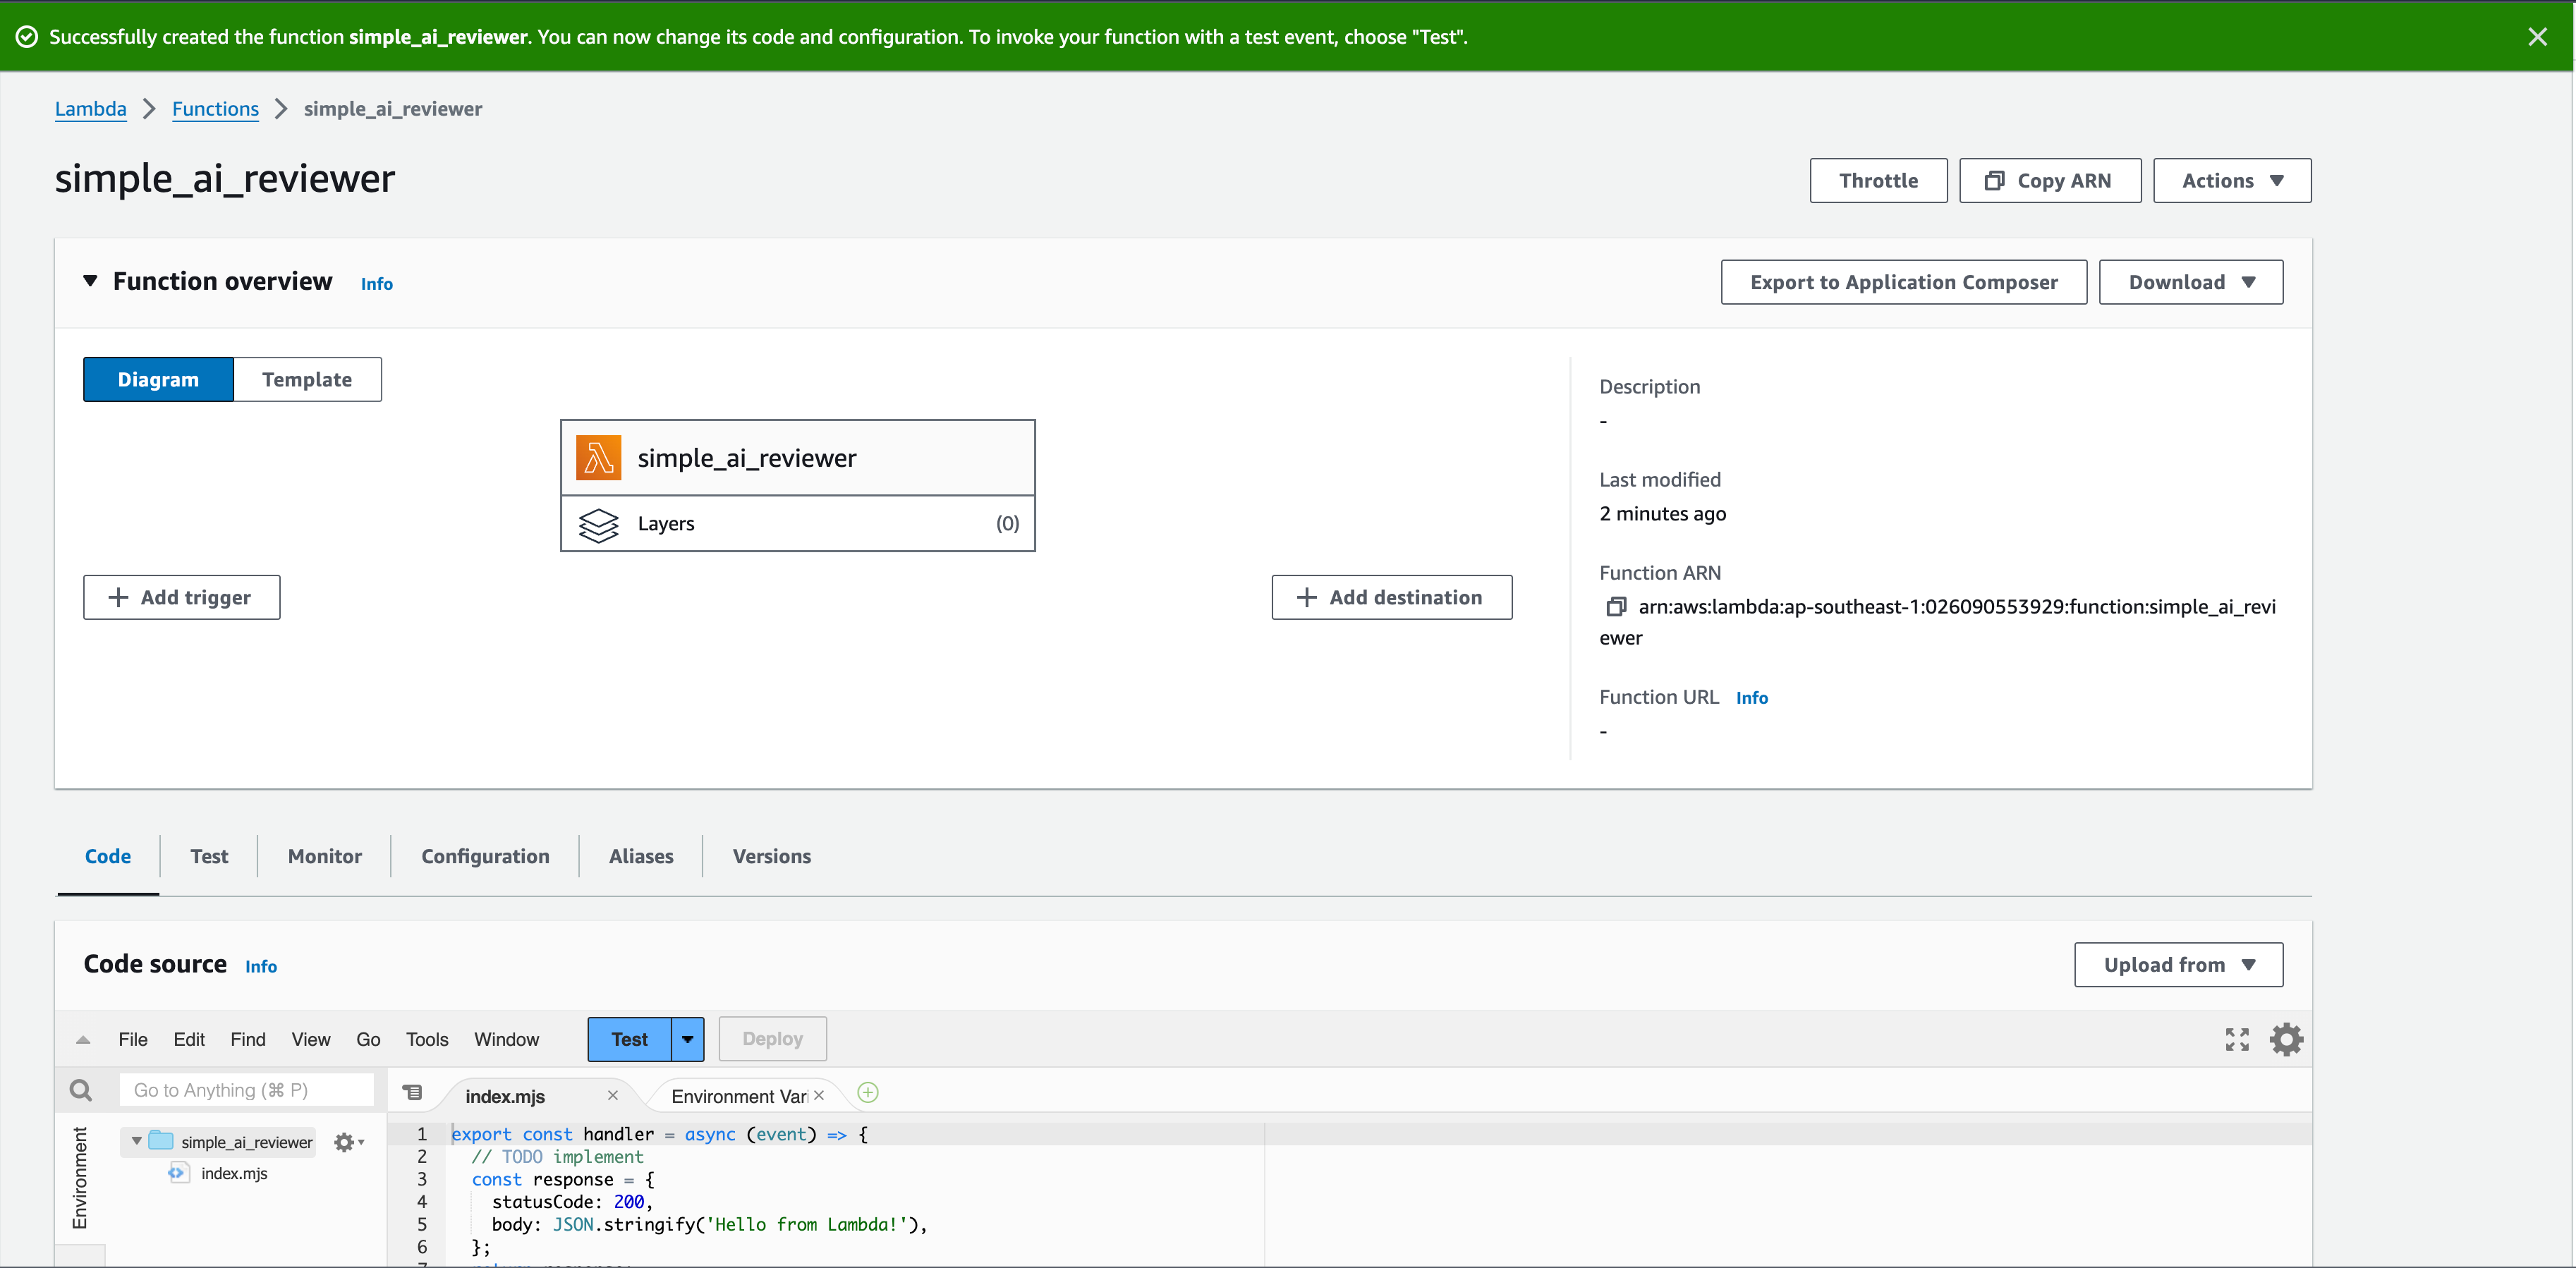 Successfully created the function simple_ai_reviewer. You can now change its code and configuration. To invoke your function with a test event, choose "Test".
Lambda > Functions > simple_ai_reviewer
simple_ai_reviewer
Throttle
Copy ARN
Actions
Function overview Info
Export to Application Composer
Download
Diagram
Template
simple_ai_reviewer
Layers (0)
+ Add trigger
+ Add destination
Description
-
Last modified
2 minutes ago
Function ARN
arn:aws:lambda:ap-southeast-1:026090553929:function:simple_ai_revi
ewer
Function URL Info
-
Code
Test
Monitor
Configuration
Aliases
Versions
Code source Info
Upload from
File Edit Find View Go Tools Window
Test
Deploy
Go to Anything (⌘ P)
index.mjs
Environment Vari
Environment
simple_ai_reviewer
index.mjs
1 export const handler = async (event) => {
2 // TODO implement
3 const response = {
4 statusCode: 200,
5 body: JSON.stringify('Hello from Lambda!'),
6 };